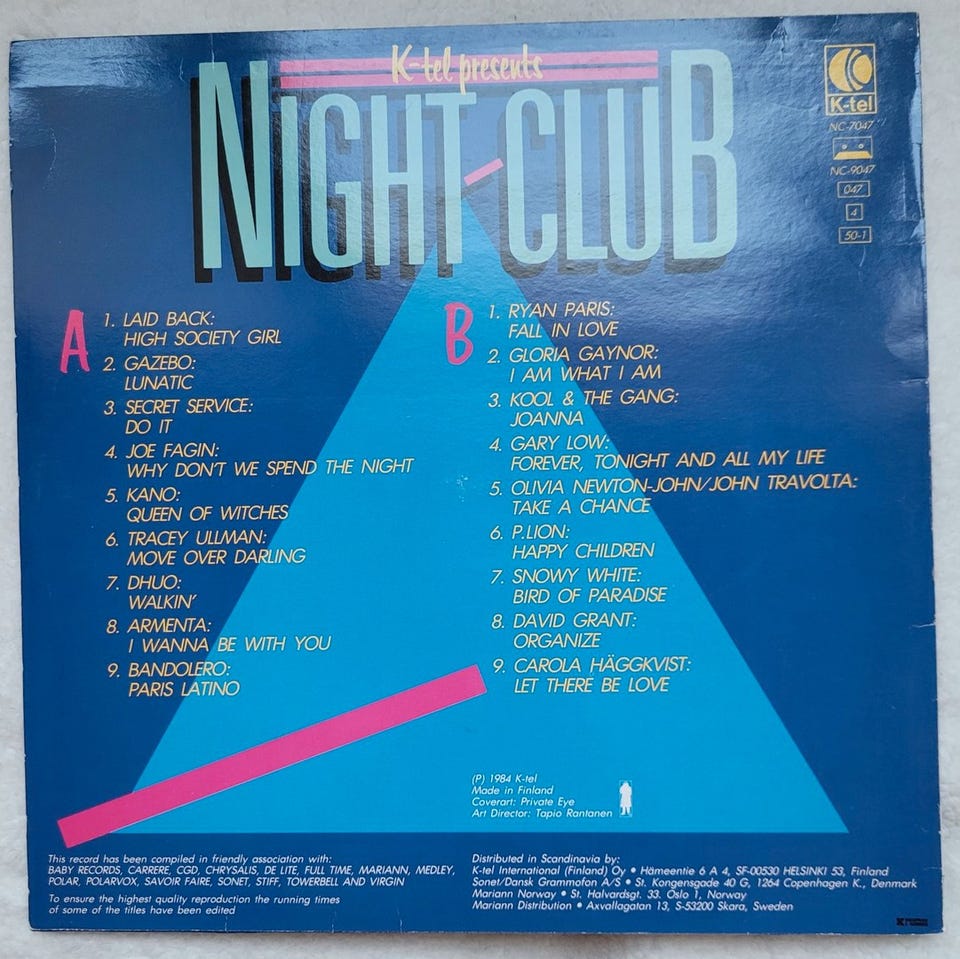 K-tel presents
NIGHT CLUB
K-tel
NC-7047
NC-9047
047
4
50-1
A
1. LAID BACK:
HIGH SOCIETY GIRL
2. GAZEBO:
LUNATIC
3. SECRET SERVICE:
DO IT
4. JOE FAGIN:
WHY DON'T WE SPEND THE NIGHT
5. KANO:
QUEEN OF WITCHES
6. TRACEY ULLMAN:
MOVE OVER DARLING
7. DHUO:
WALKIN'
8. ARMENTA:
I WANNA BE WITH YOU
9. BANDOLERO:
PARIS LATINO
B
1. RYAN PARIS:
FALL IN LOVE
2. GLORIA GAYNOR:
I AM WHAT I AM
3. KOOL & THE GANG:
JOANNA
4. GARY LOW:
FOREVER, TONIGHT AND ALL MY LIFE
5. OLIVIA NEWTON-JOHN/JOHN TRAVOLTA:
TAKE A CHANCE
6. P.LION:
HAPPY CHILDREN
7. SNOWY WHITE:
BIRD OF PARADISE
8. DAVID GRANT:
ORGANIZE
9. CAROLA HÄGGKVIST:
LET THERE BE LOVE
(P) 1984 K-tel
Made in Finland
Coverart: Private Eye
Art Director: Tapio Rantanen
This record has been compiled in friendly association with:
BABY RECORDS, CARRERE, CGD, CHRYSALIS, DE LITE, FULL TIME, MARIANN, MEDLEY,
POLAR, POLARVOX, SAVOIR FAIRE, SONET, STIFF, TOWERBELL AND VIRGIN
To ensure the highest quality reproduction the running times
of some of the titles have been edited
Distributed in Scandinavia by:
K-tel International (Finland) Oy • Hämeentie 6 A 4, SF-00530 HELSINKI 53, Finland
Sonet/Dansk Grammofon A/S • St. Kongensgade 40 G, 1264 Copenhagen K., Denmark
Mariann Norway • St. Halvardsgt. 33. Oslo 1, Norway
Mariann Distribution • Axvallagatan 13, S-53200 Skara, Sweden